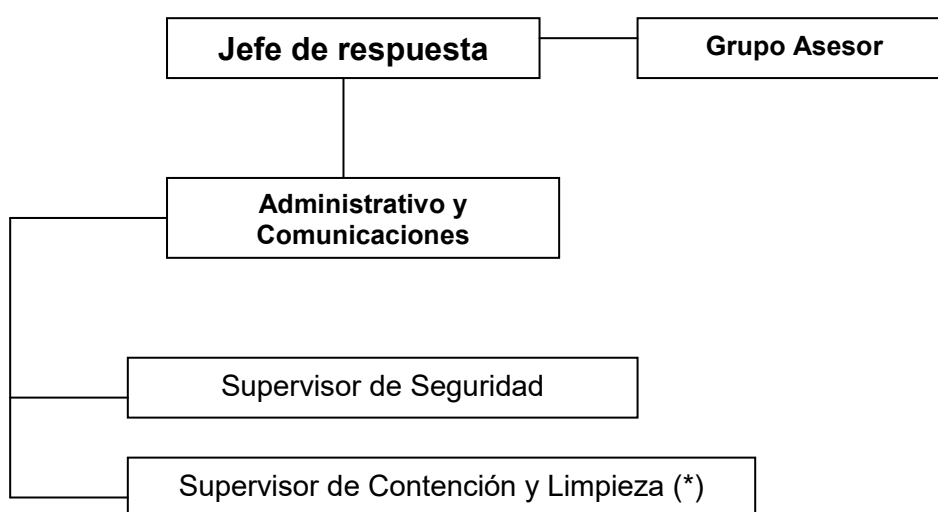 Jefe de respuesta
Grupo Asesor
Administrativo y
Comunicaciones
Supervisor de Seguridad
Supervisor de Contención y Limpieza (*)